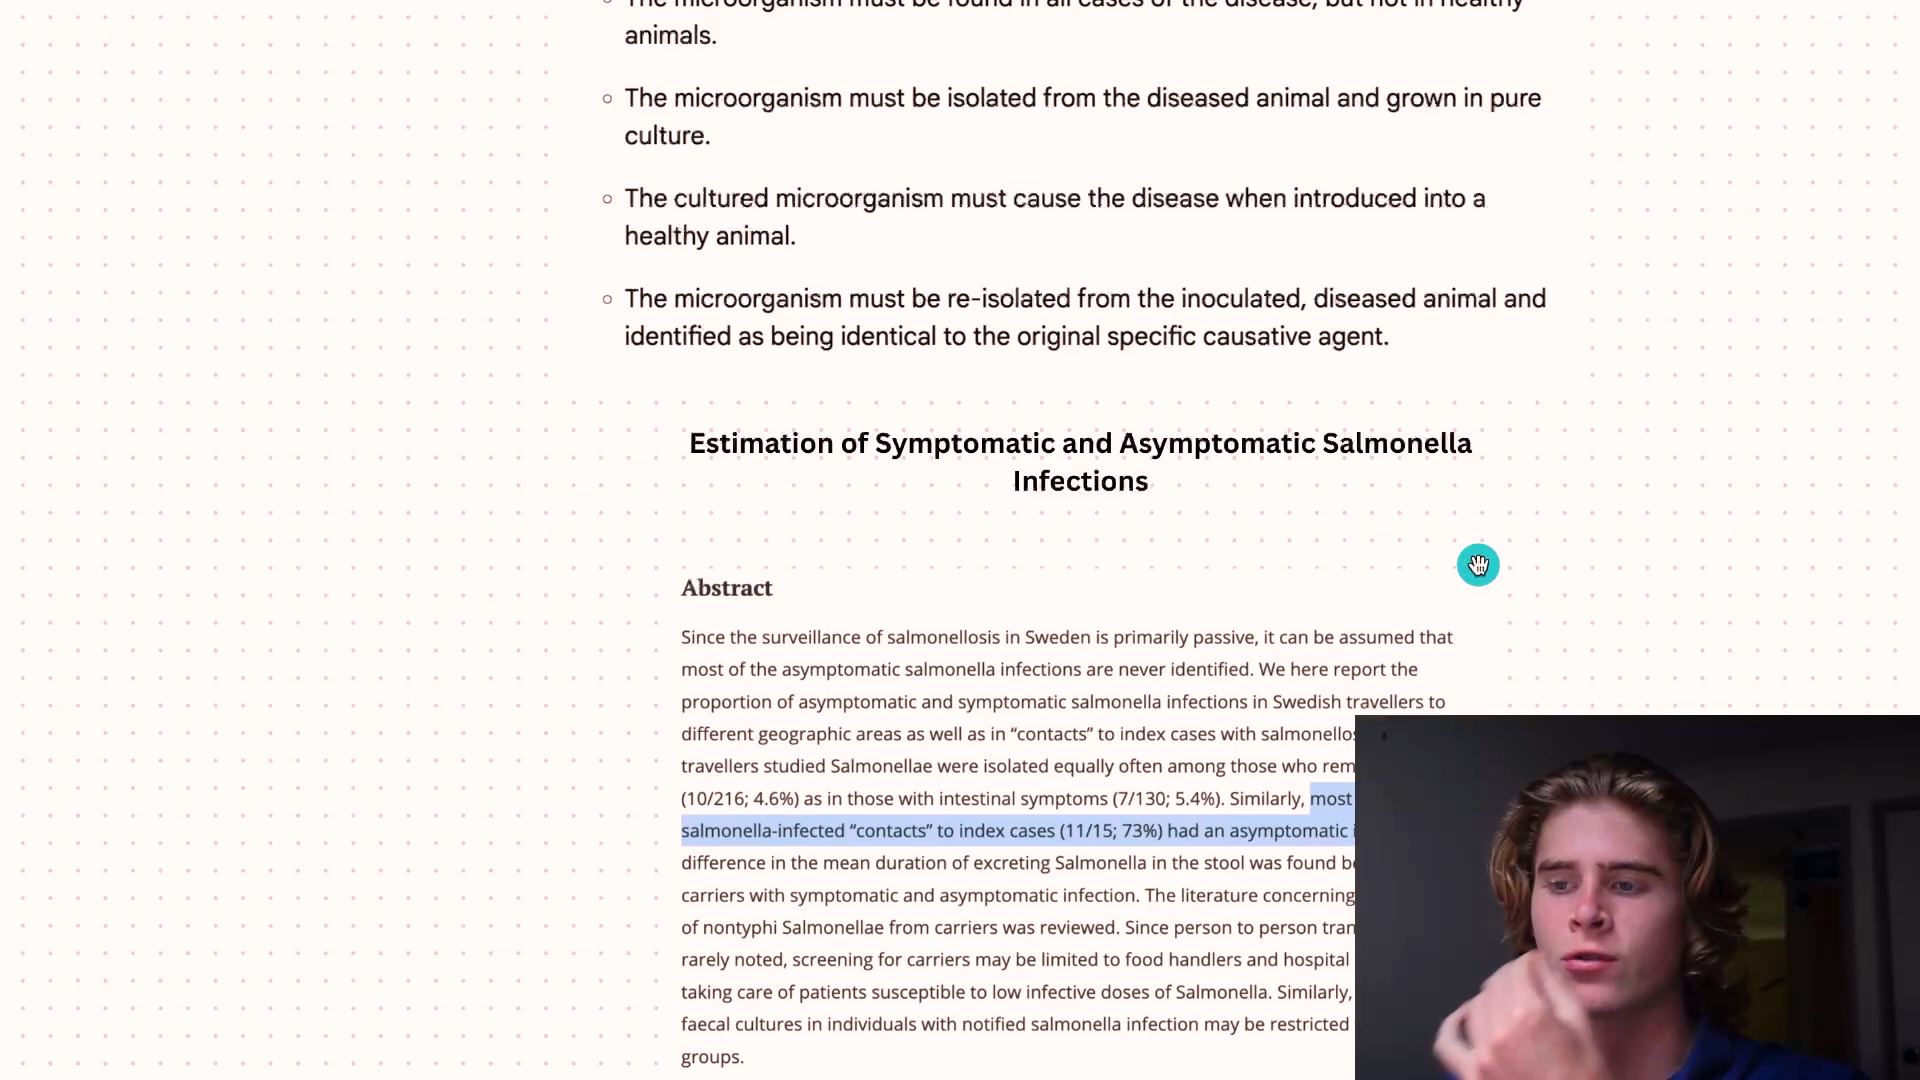 The microorganism must be found in all cases of the disease, but not in healthy
animals.
The microorganism must be isolated from the diseased animal and grown in pure
culture.
The cultured microorganism must cause the disease when introduced into a
healthy animal.
The microorganism must be re-isolated from the inoculated, diseased animal and
identified as being identical to the original specific causative agent.
Estimation of Symptomatic and Asymptomatic Salmonella
Infections
Abstract
Since the surveillance of salmonellosis in Sweden is primarily passive, it can be assumed that
most of the asymptomatic salmonella infections are never identified. We here report the
proportion of asymptomatic and symptomatic salmonella infections in Swedish travellers to
different geographic areas as well as in “contacts” to index cases with
travellers studied Salmonellae were isolated equally often among those who
(10/216; 4.6%) as in those with intestinal symptoms (7/130; 5.4%). Similarly, most
salmonella-infected “contacts” to index cases (11/15; 73%) had an asymptomatic
difference in the mean duration of excreting Salmonella in the stool was found
carriers with symptomatic and asymptomatic infection. The literature concerning
of nontyphi Salmonellae from carriers was reviewed. Since person to person
rarely noted, screening for carriers may be limited to food handlers and hospital
taking care of patients susceptible to low infective doses of Salmonella. Similarly,
faecal cultures in individuals with notified salmonella infection may be restricted
groups.